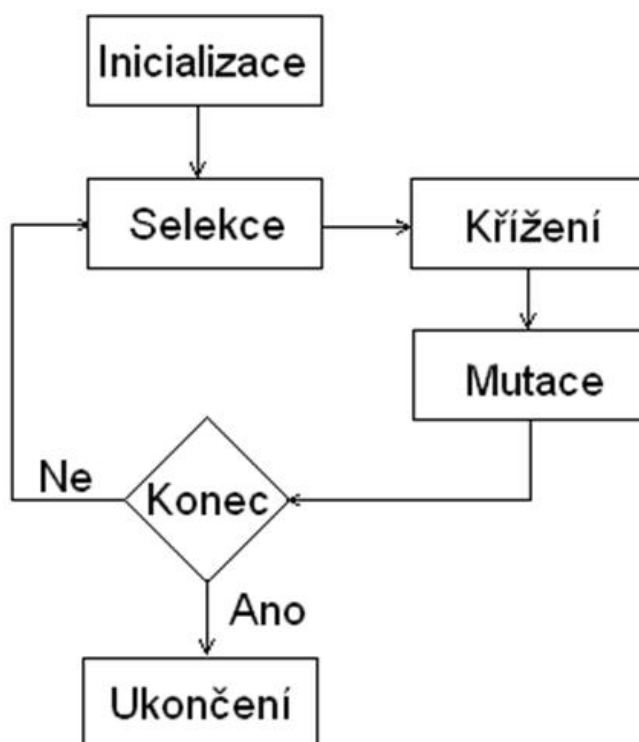 Inicializace
Selekce
Křížení
Mutace
Ne
Konec
Ano
Ukončení